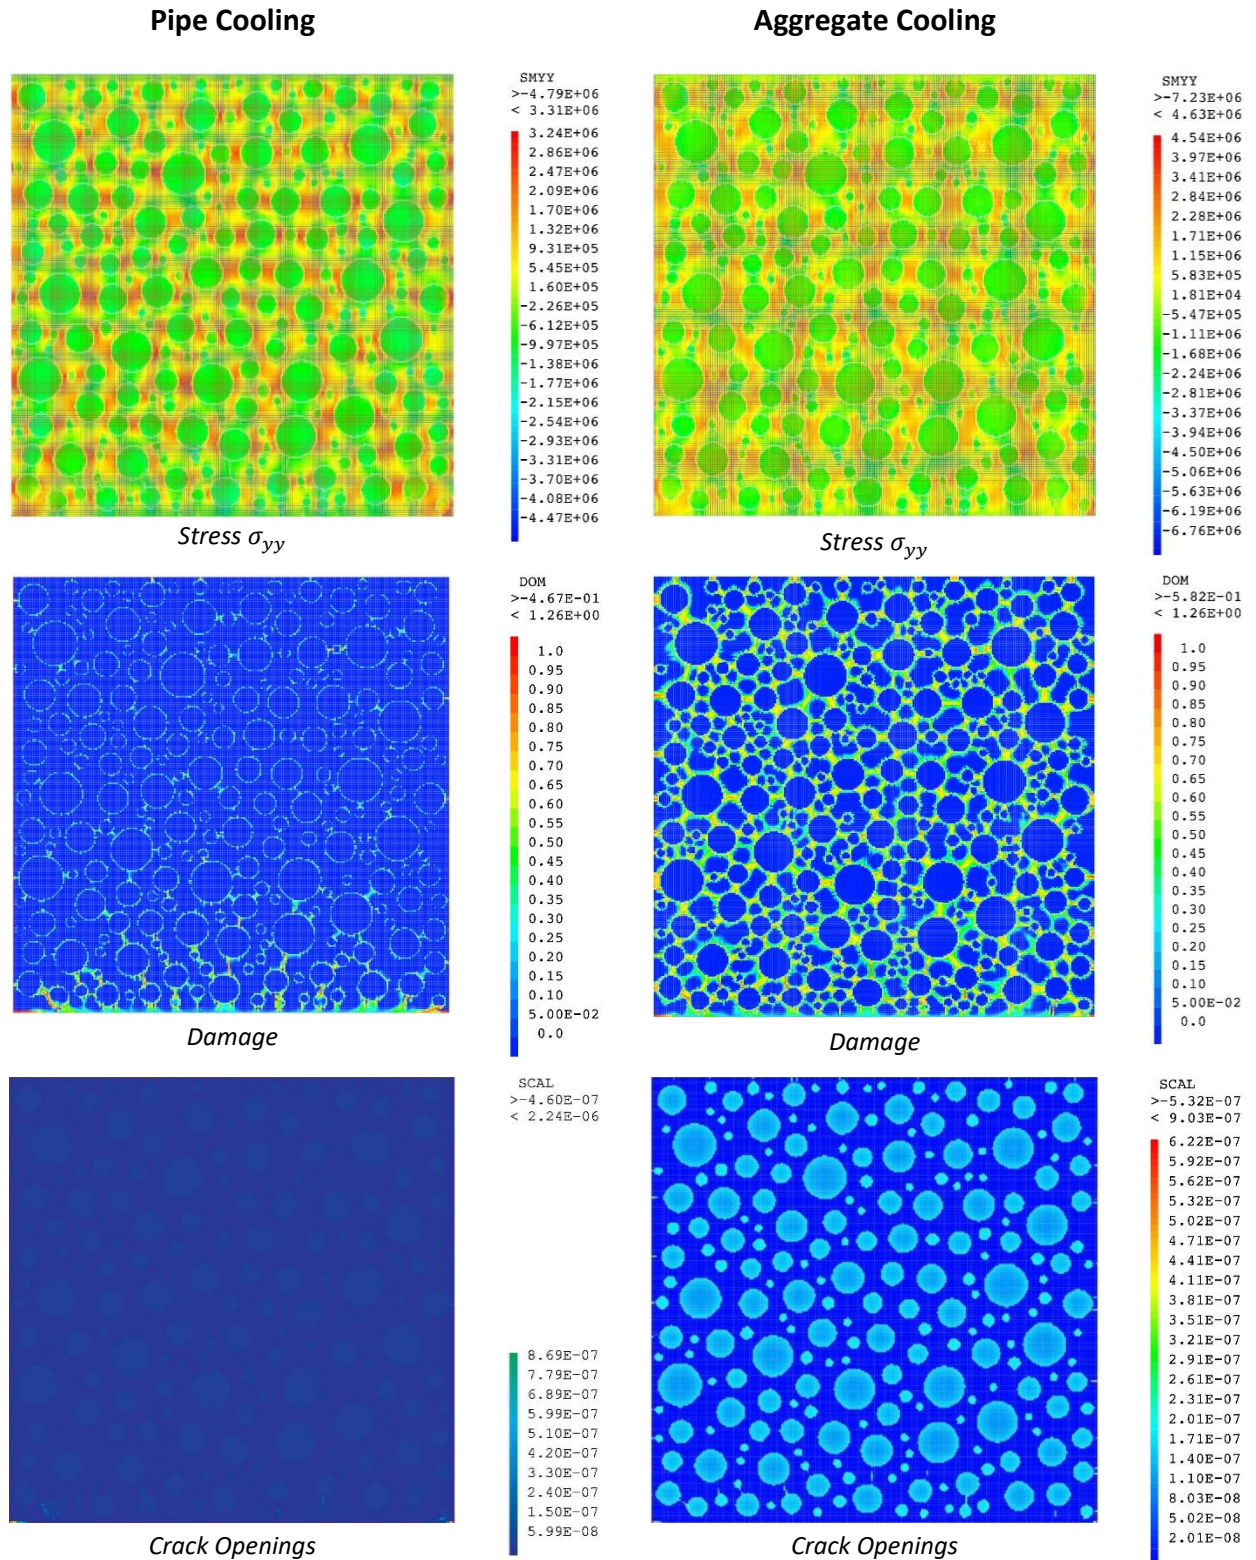 Pipe Cooling
Aggregate Cooling
SMYY
>-4.79E+06
< 3.31E+06
3.24E+06
2.86E+06
2.47E+06
2.09E+06
1.70E+06
1.32E+06
9.31E+05
5.45E+05
1.60E+05
-2.26E+05
-6.12E+05
-9.97E+05
-1.38E+06
-1.77E+06
-2.15E+06
-2.54E+06
-2.93E+06
-3.31E+06
-3.70E+06
-4.08E+06
-4.47E+06
Stress σyy
SMYY
>-7.23E+06
< 4.63E+06
4.54E+06
3.97E+06
3.41E+06
2.84E+06
2.28E+06
1.71E+06
1.15E+06
5.83E+05
1.81E+04
-5.47E+05
-1.11E+06
-1.68E+06
-2.24E+06
-2.81E+06
-3.37E+06
-3.94E+06
-4.50E+06
-5.06E+06
-5.63E+06
-6.19E+06
-6.76E+06
Stress σyy
DOM
>-4.67E-01
< 1.26E+00
1.0
0.95
0.90
0.85
0.80
0.75
0.70
0.65
0.60
0.55
0.50
0.45
0.40
0.35
0.30
0.25
0.20
0.15
0.10
5.00E-02
0.0
Damage
DOM
>-5.82E-01
< 1.26E+00
1.0
0.95
0.90
0.85
0.80
0.75
0.70
0.65
0.60
0.55
0.50
0.45
0.40
0.35
0.30
0.25
0.20
0.15
0.10
5.00E-02
0.0
Damage
SCAL
>-4.60E-07
< 2.24E-06
8.69E-07
7.79E-07
6.89E-07
5.99E-07
5.10E-07
4.20E-07
3.30E-07
2.40E-07
1.50E-07
5.99E-08
Crack Openings
SCAL
>-5.32E-07
< 9.03E-07
6.22E-07
5.92E-07
5.62E-07
5.32E-07
5.02E-07
4.71E-07
4.41E-07
4.11E-07
3.81E-07
3.51E-07
3.21E-07
2.91E-07
2.61E-07
2.31E-07
2.01E-07
1.71E-07
1.40E-07
1.10E-07
8.03E-08
5.02E-08
2.01E-08
Crack Openings